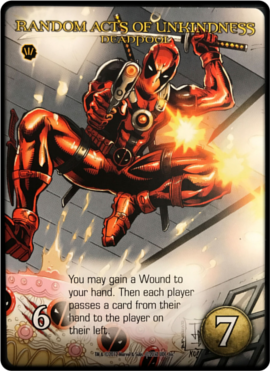 RANDOM ACTS OF UNKINDNESS
DEADPOOL
You may gain a Wound to
your hand. Then each player
passes a card from their
hand to the player on
their left.
6
7